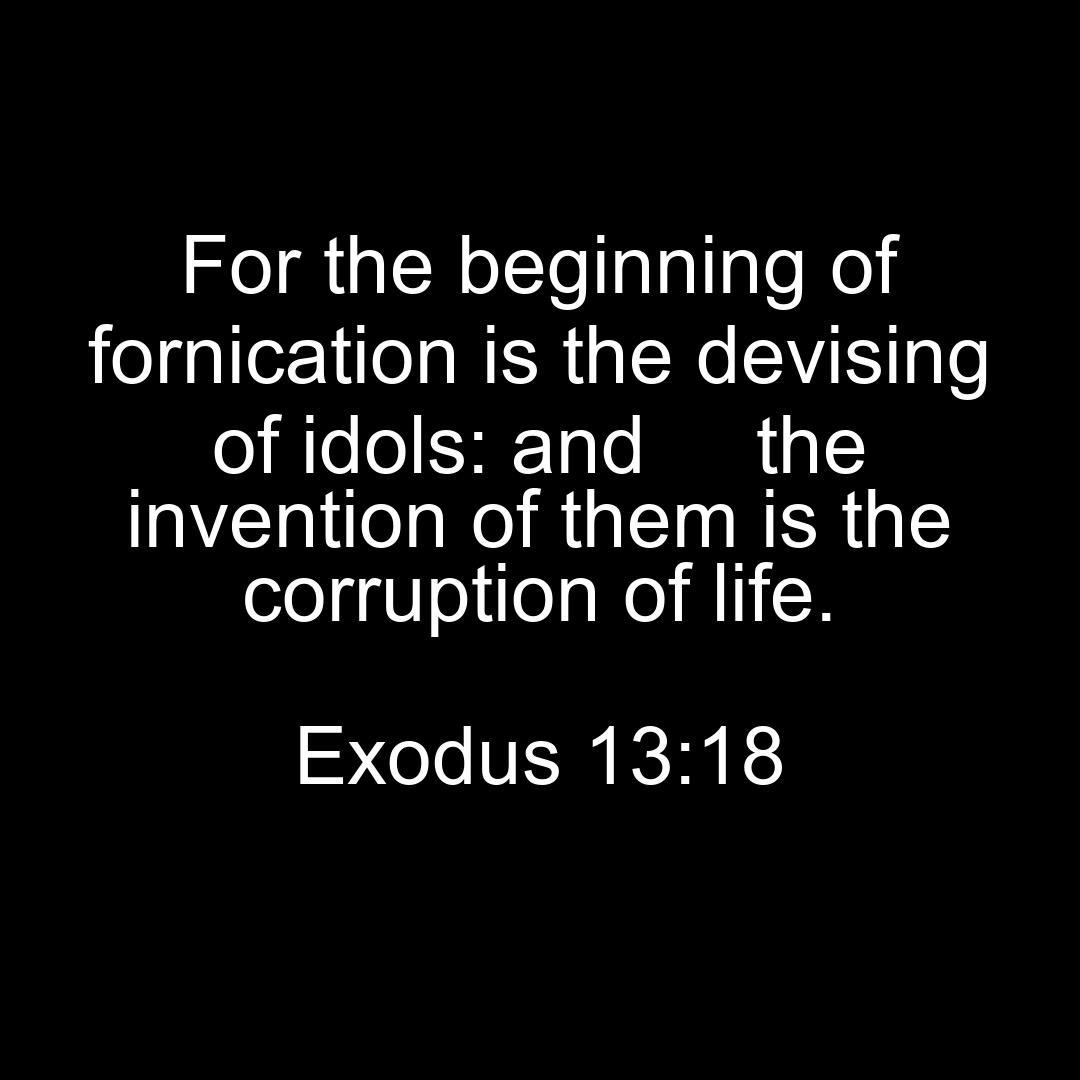 For the beginning of
fornication is the devising
of idols: and     the
invention of them is the
corruption of life.
Exodus 13:18